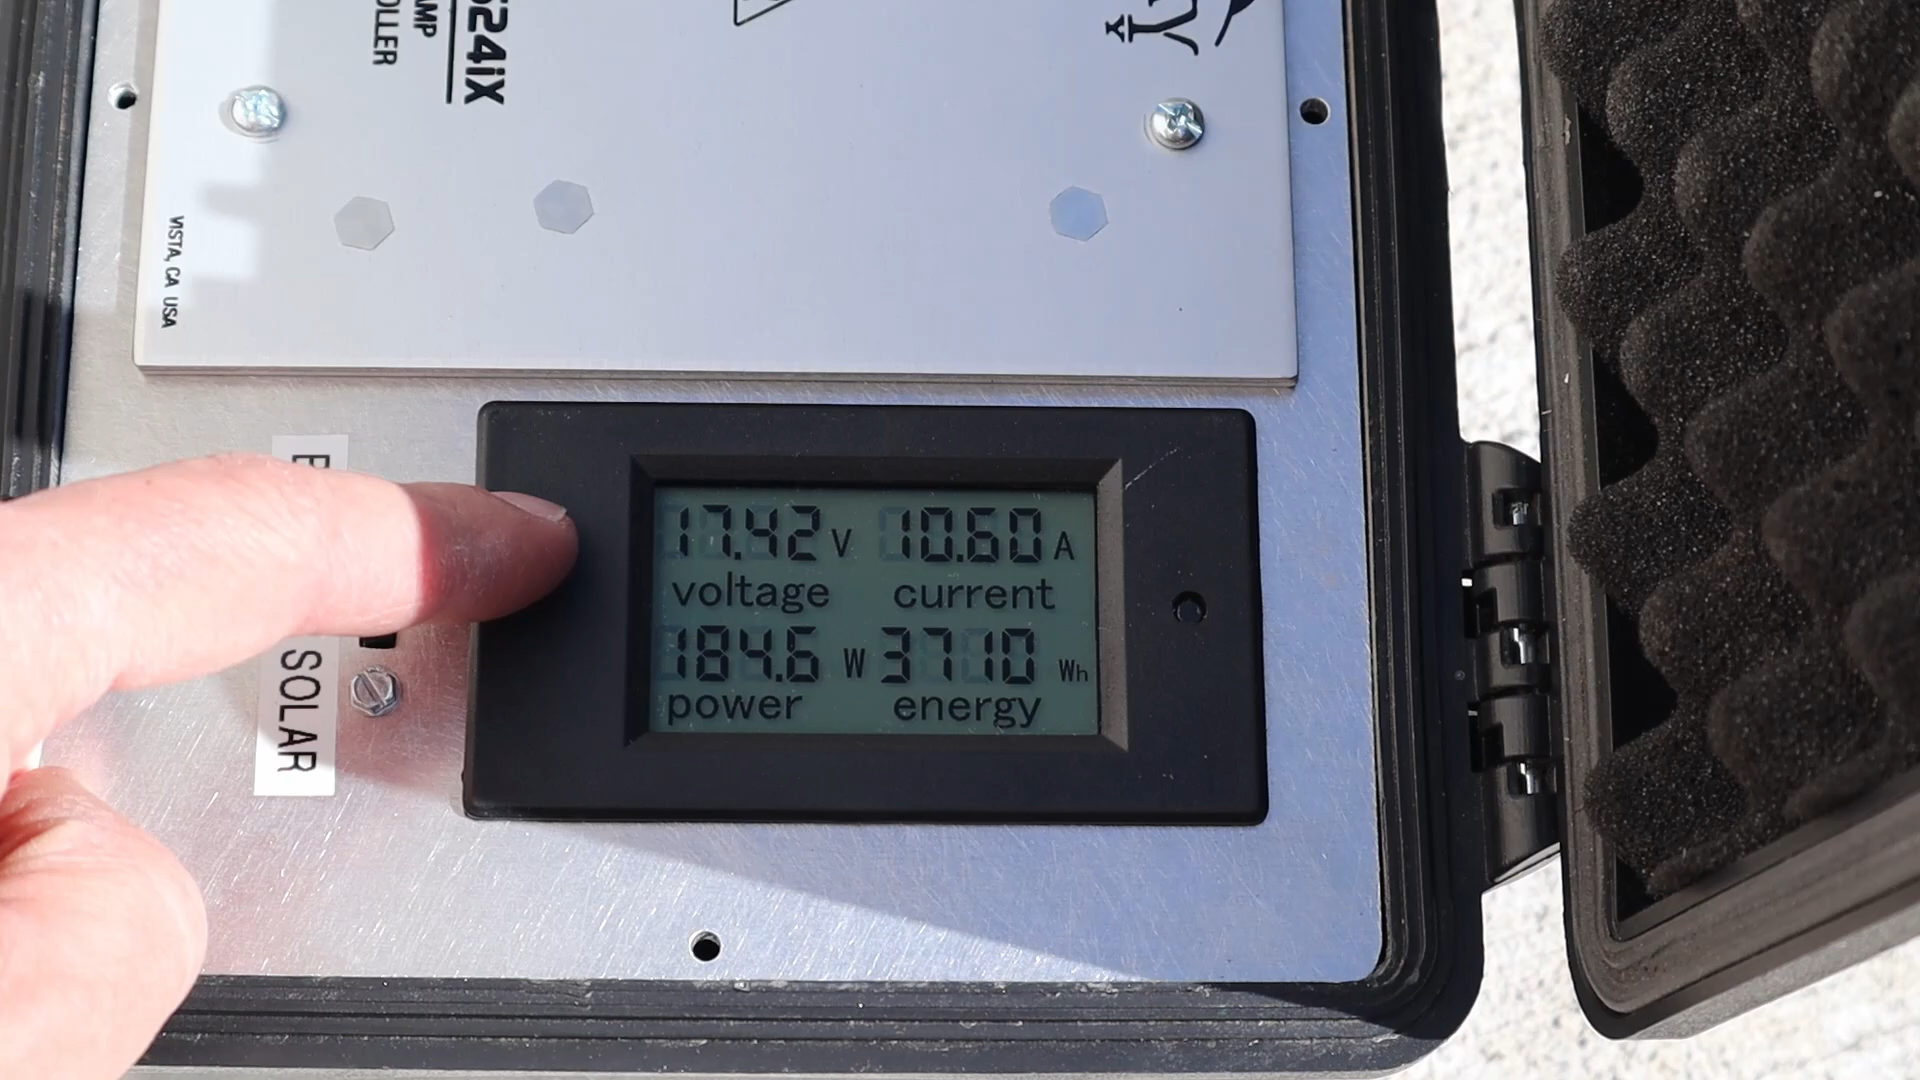 524iX
AMP
OLLER
VISTA, CA USA
17.42 V 10.60 A
voltage current
184.6 W 3710 Wh
power energy
SOLAR